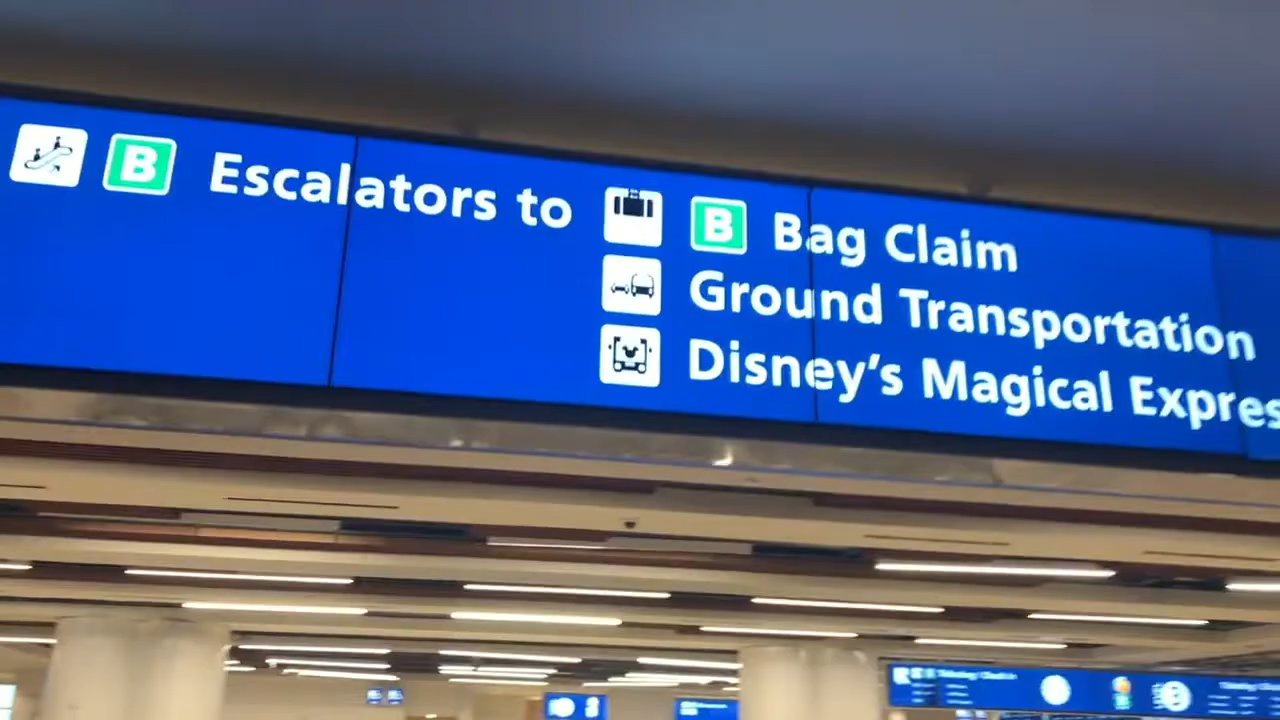 B Escalators to
B Bag Claim
Ground Transportation
Disney's Magical Expres